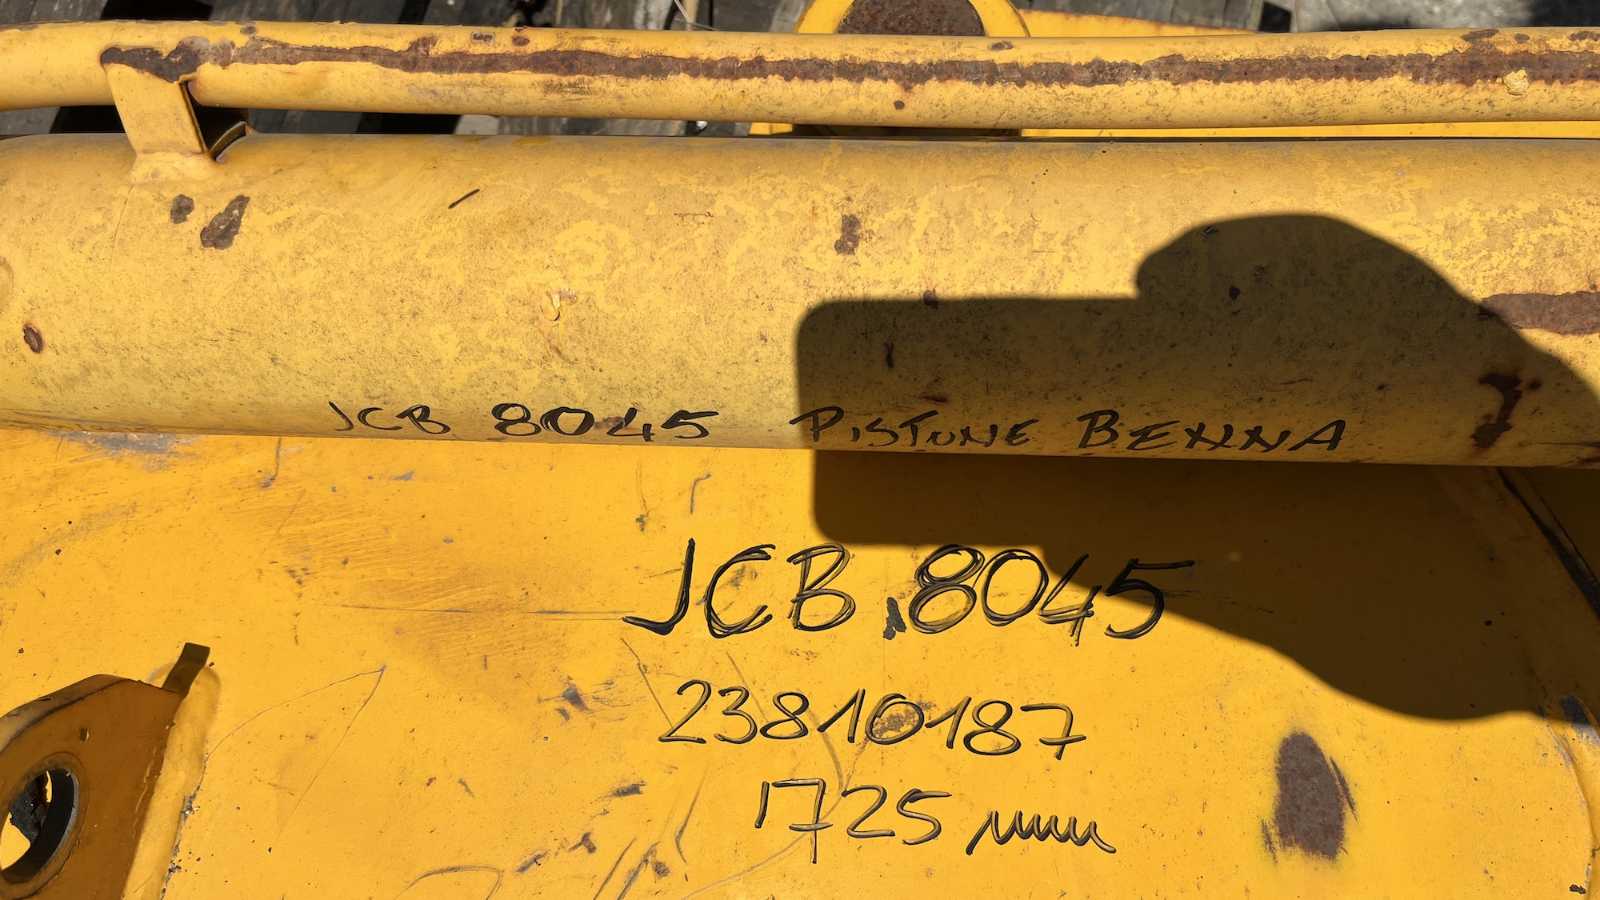 JCB 8045 PISTONE BENNA
JCB 8045
23810187
1725 mm